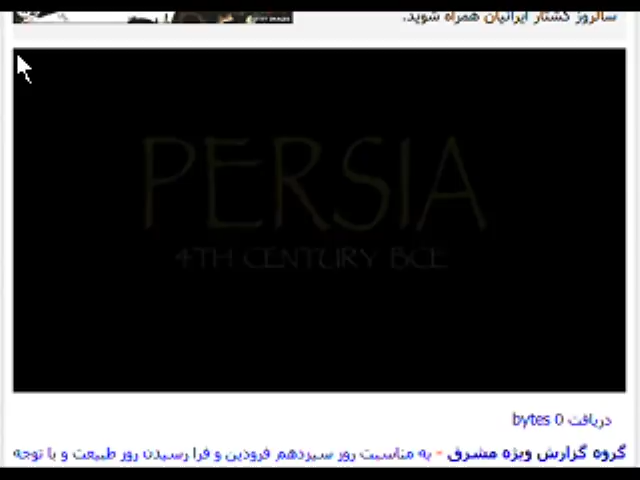 سالروز کشتار ایرانیان همراه شوید.
PERSIA
4TH CENTURY BCE
دریافت 0 bytes
گروه گزارش ویژه مشرق - به مناسبت روز سیزدهم فرودین و فرا رسیدن روز طبیعت و با توجه